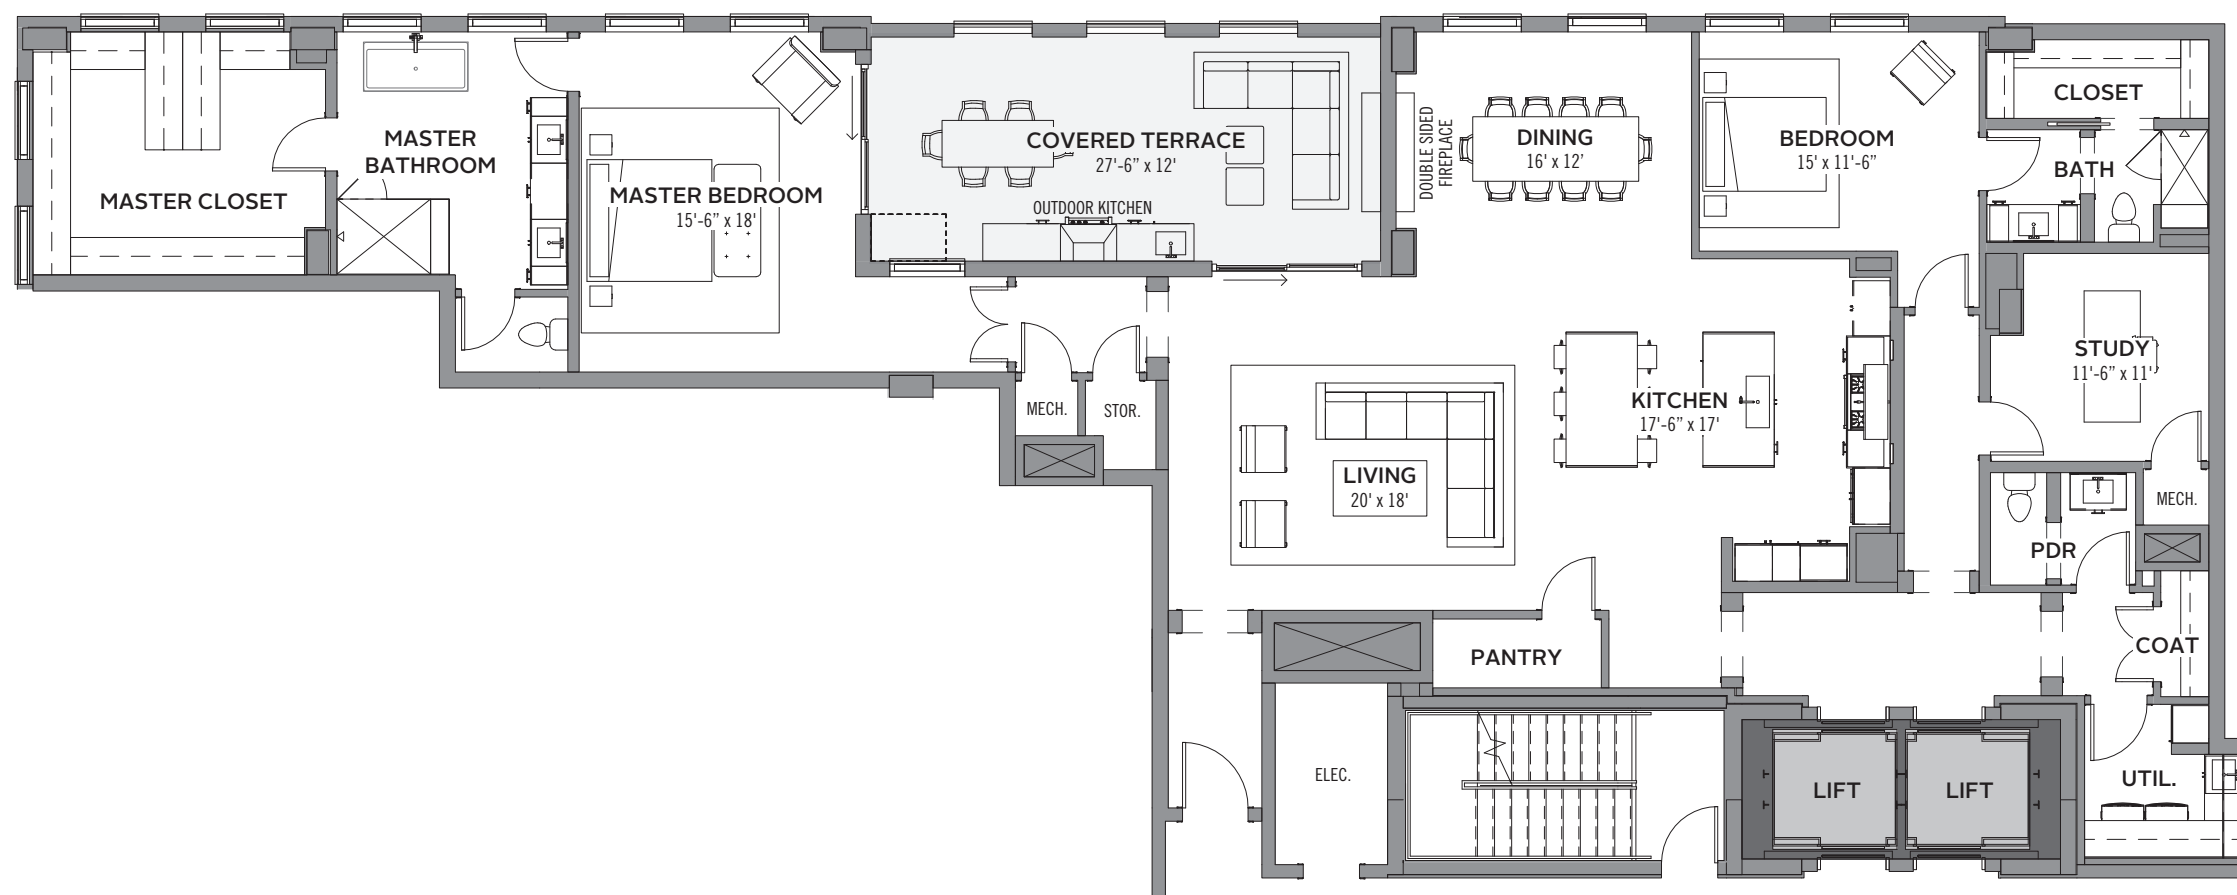 MASTER CLOSET
MASTER
BATHROOM
MASTER BEDROOM
15'-6” x 18'
COVERED TERRACE
27'-6” x 12'
OUTDOOR KITCHEN
DOUBLE SIDED
FIREPLACE
DINING
16' x 12'
BEDROOM
15' x 11'-6”
CLOSET
BATH
STUDY
11'-6” x 11'
MECH.
STOR.
LIVING
20' x 18'
KITCHEN
17'-6” x 17'
MECH.
PDR
COAT
PANTRY
ELEC.
LIFT
LIFT
UTIL.